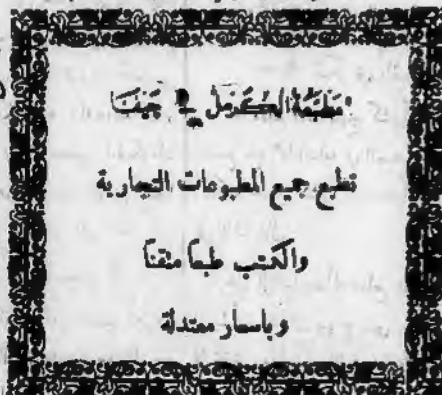 مطبعة الكرمل في حيفا
تطبع جميع المطبوعات التجارية
والكتب طبعاً متقناً
وباسعار معتدلة